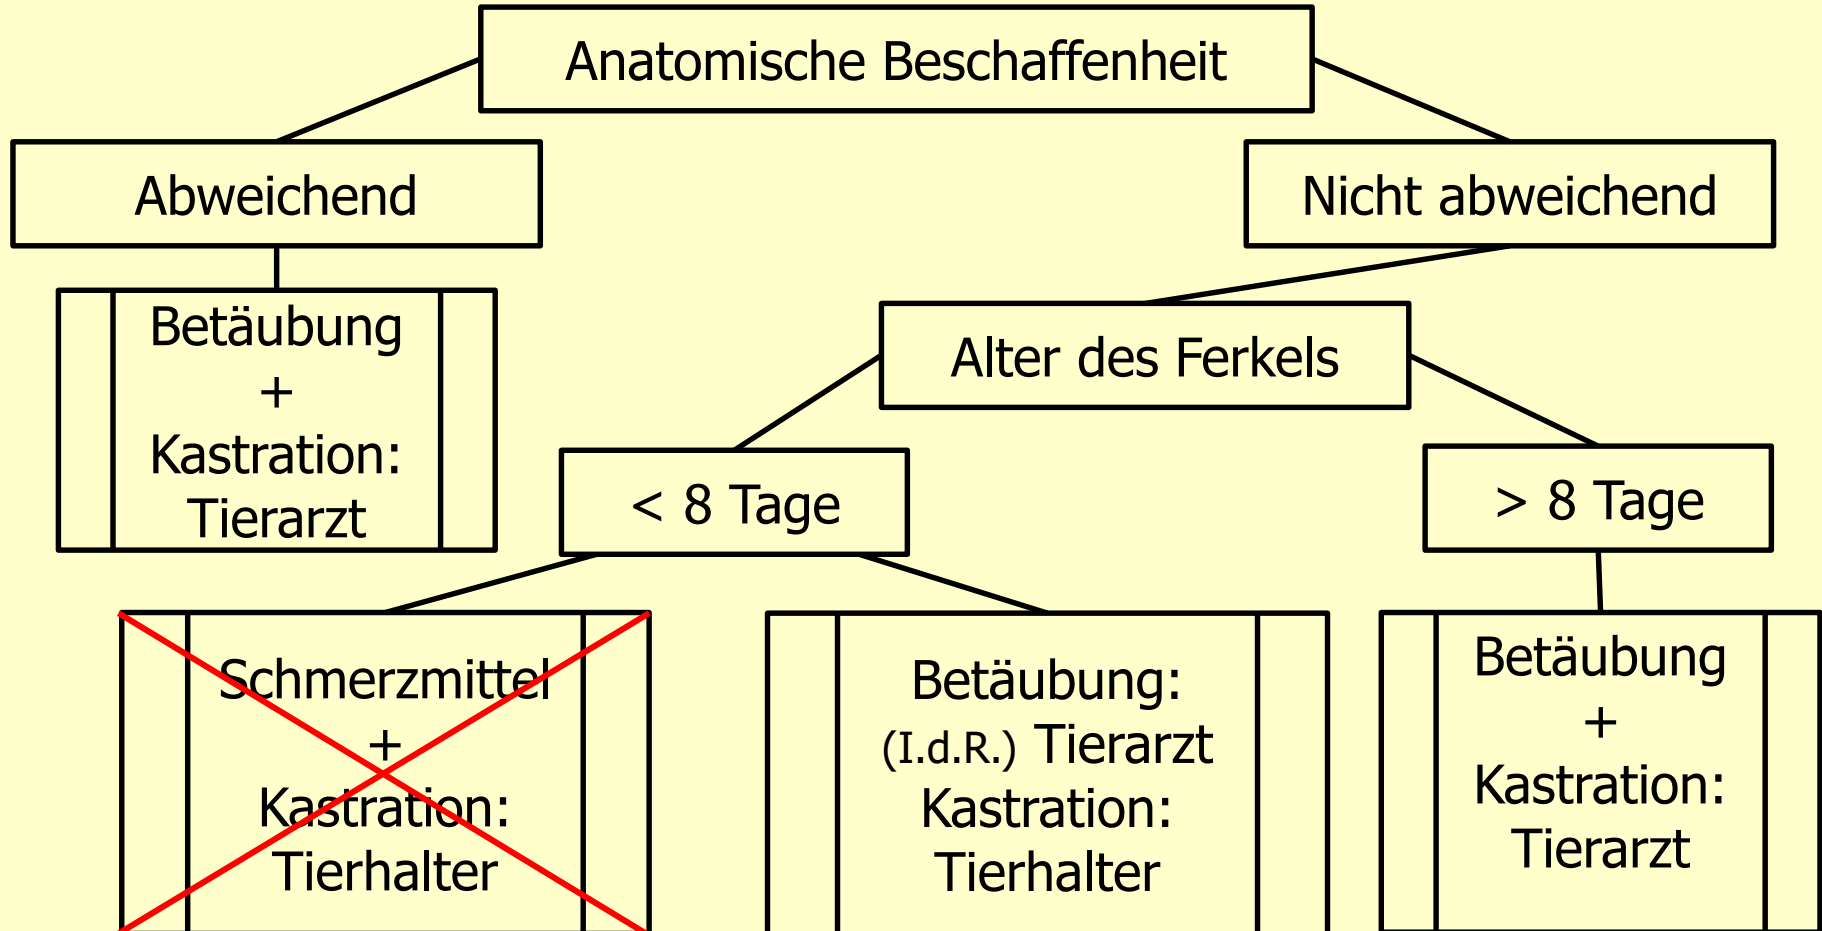 Anatomische Beschaffenheit
Abweichend
Nicht abweichend
Betäubung
+
Kastration:
Tierarzt
Alter des Ferkels
< 8 Tage
> 8 Tage
Schmerzmittel
+
Kastration:
Tierhalter
Betäubung:
(I.d.R.) Tierarzt
Kastration:
Tierhalter
Betäubung
+
Kastration:
Tierarzt